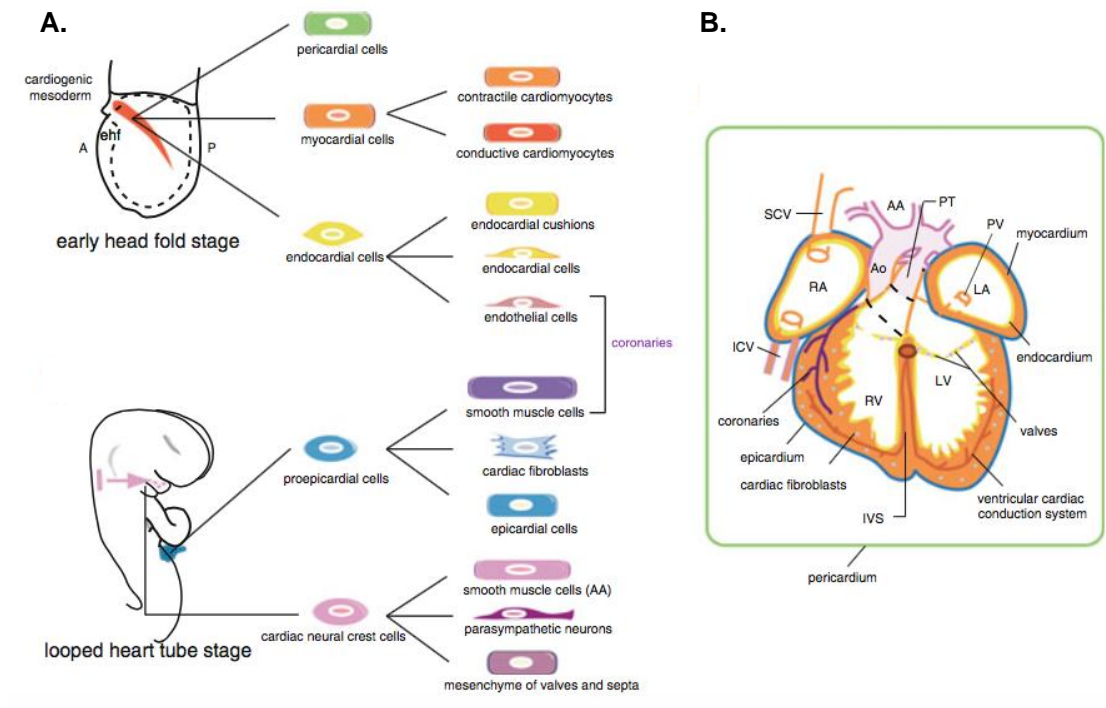 A.
pericardial cells
cardiogenic
mesoderm
ehf
A
P
early head fold stage
myocardial cells
contractile cardiomyocytes
conductive cardiomyocytes
endocardial cells
endocardial cushions
endocardial cells
endothelial cells
coronaries
smooth muscle cells
proepicardial cells
cardiac fibroblasts
epicardial cells
looped heart tube stage
cardiac neural crest cells
smooth muscle cells (AA)
parasympathetic neurons
mesenchyme of valves and septa
B.
SCV
AA
PT
PV
myocardium
Ao
RA
LA
ICV
endocardium
LV
RV
coronaries
valves
epicardium
cardiac fibroblasts
ventricular cardiac
conduction system
IVS
pericardium